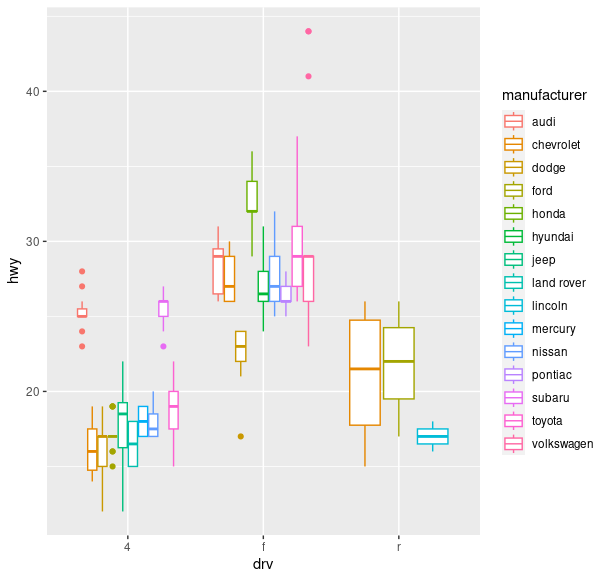 hwy
40
30
20
4
f
r
drv
manufacturer
audi
chevrolet
dodge
ford
honda
hyundai
jeep
land rover
lincoln
mercury
nissan
pontiac
subaru
toyota
volkswagen